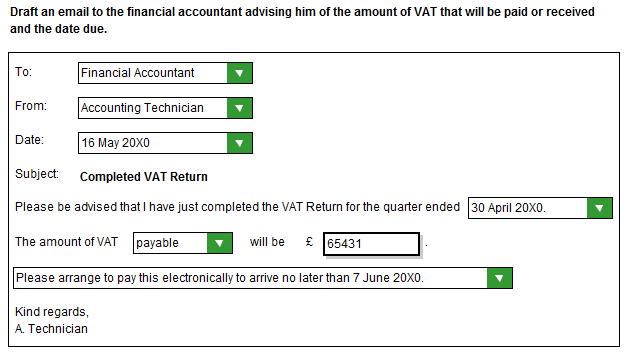 Draft an email to the financial accountant advising him of the amount of VAT that will be paid or received
and the date due.
To: Financial Accountant
From: Accounting Technician
Date: 16 May 20X0
Subject: Completed VAT Return
Please be advised that I have just completed the VAT Return for the quarter ended 30 April 20X0.
The amount of VAT payable will be £ 65431 .
Please arrange to pay this electronically to arrive no later than 7 June 20X0.
Kind regards,
A. Technician